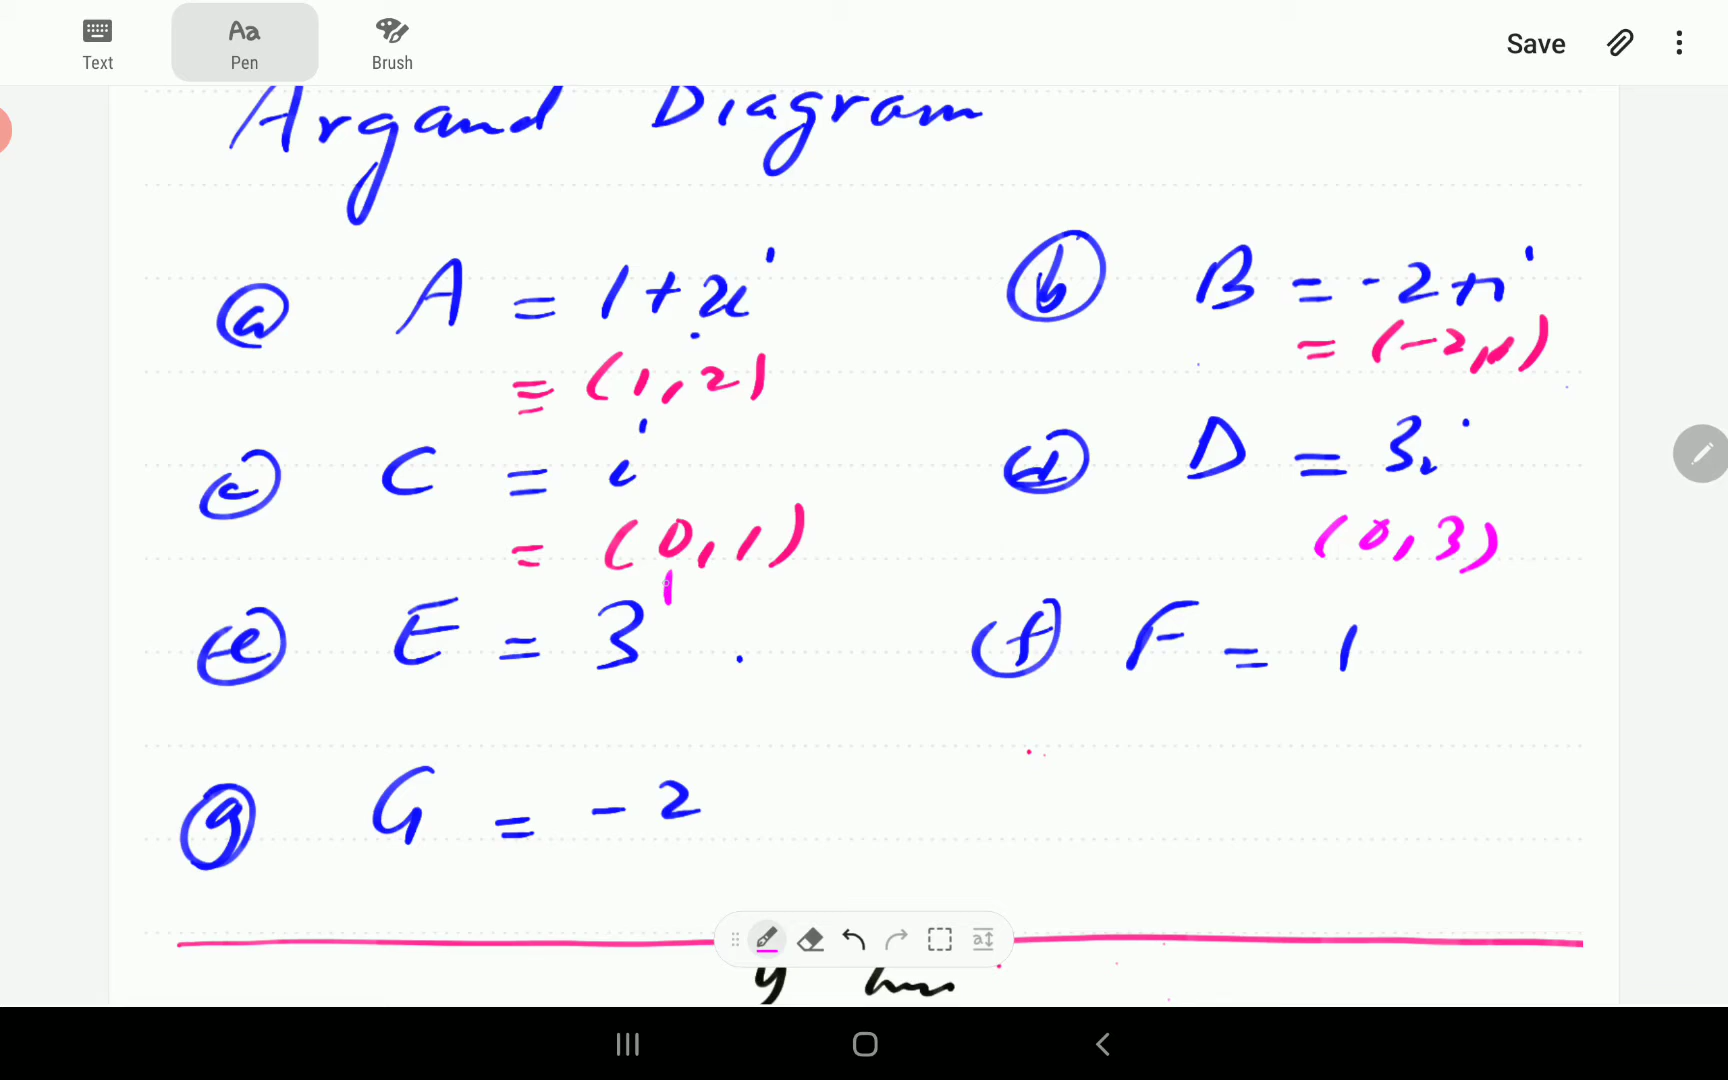 Text Pen Brush Save
Argand Diagram
(a) A = 1+2i (b) B = -2+i
= (1, 2) = (-2, 1)
(c) C = i (d) D = 3i
= (0, 1) (0, 3)
(e) E = 3 (f) F = 1
(g) G = -2
y